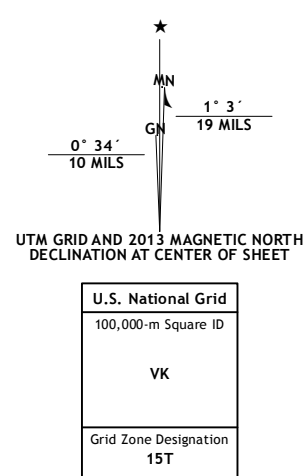 ★
MN
1° 3´
19 MILS
GN
0° 34´
10 MILS
UTM GRID AND 2013 MAGNETIC NORTH
DECLINATION AT CENTER OF SHEET
U.S. National Grid
100,000-m Square ID
VK
Grid Zone Designation
15T